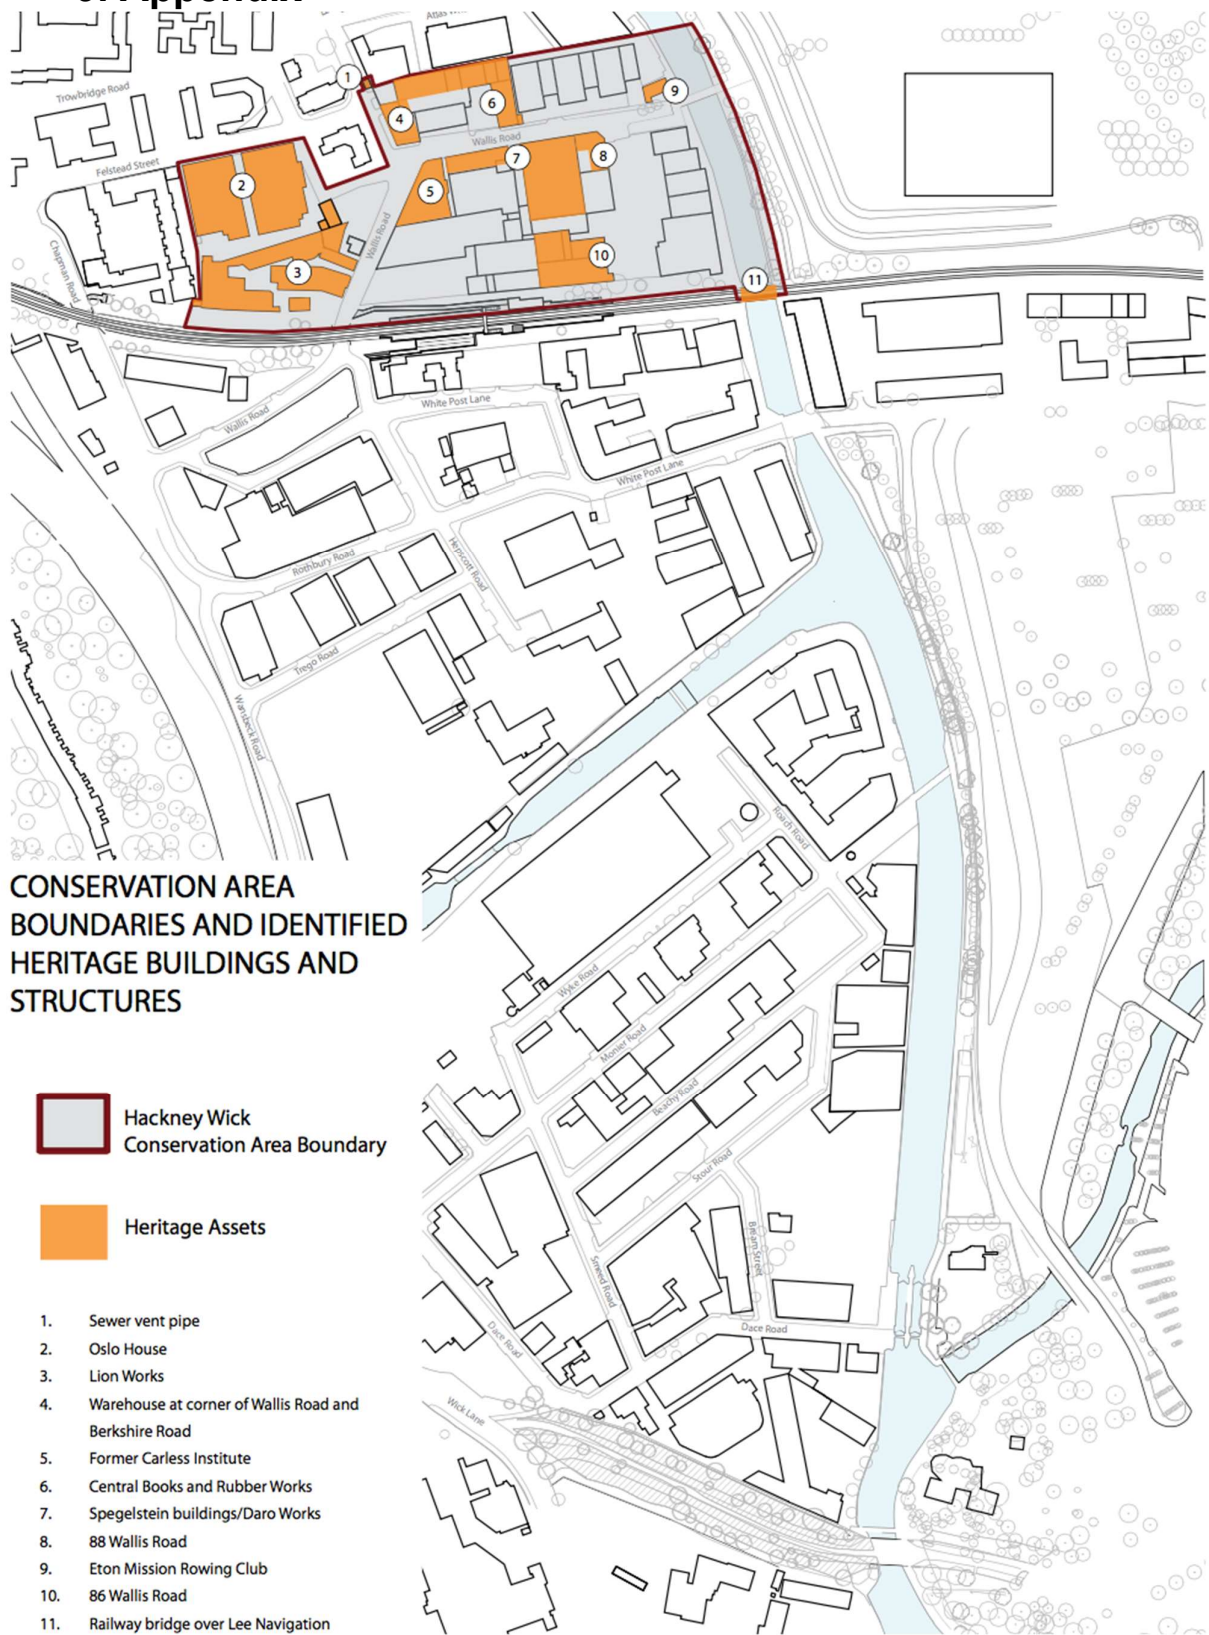 Trowbridge Road
Felstead Street
Chapman Road
1
2
3
4
5
6
7
8
9
10
11
Wallis Road
Wallis Road
Wallis Road
White Post Lane
White Post Lane
Rothbury Road
Hepscott Road
Trego Road
Wansbeck Road
Roach Road
Wyke Road
Monier Road
Beachy Road
Stour Road
Bream Street
Smeed Road
Dace Road
Dace Road
Wick Lane
CONSERVATION AREA
BOUNDARIES AND IDENTIFIED
HERITAGE BUILDINGS AND
STRUCTURES
Hackney Wick
Conservation Area Boundary
Heritage Assets
1. Sewer vent pipe
2. Oslo House
3. Lion Works
4. Warehouse at corner of Wallis Road and
Berkshire Road
5. Former Carless Institute
6. Central Books and Rubber Works
7. Spegelstein buildings/Daro Works
8. 88 Wallis Road
9. Eton Mission Rowing Club
10. 86 Wallis Road
11. Railway bridge over Lee Navigation